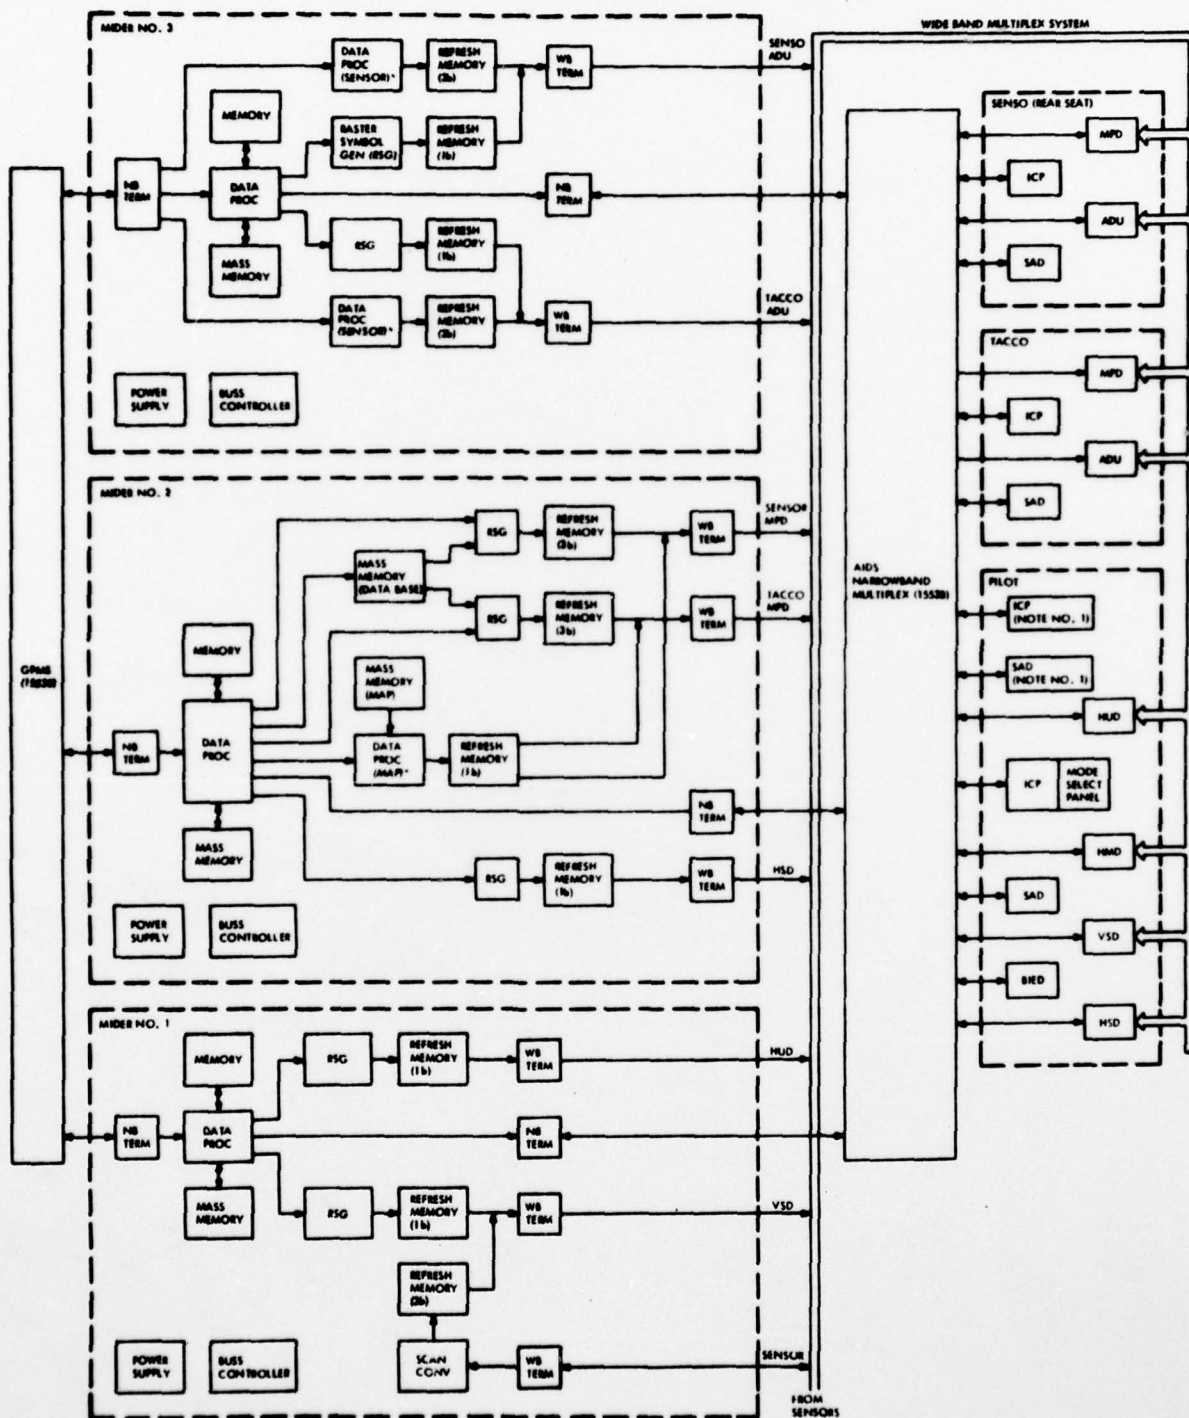 MIDER NO. 3
DATA
PROC
(SENSOR)*
REFRESH
MEMORY
(3b)
WB
TERM
SENSO
ADU
MEMORY
RASTER
SYMBOL
GEN (RSG)
REFRESH
MEMORY
(1b)
NB
TERM
DATA
PROC
NB
TERM
MASS
MEMORY
RSG
REFRESH
MEMORY
(1b)
DATA
PROC
(SENSOR)*
REFRESH
MEMORY
(3b)
WB
TERM
TACCO
ADU
POWER
SUPPLY
BUSS
CONTROLLER
MIDER NO. 2
RSG
REFRESH
MEMORY
(3b)
WB
TERM
SENSOR
MPD
MASS
MEMORY
(DATA BASE)
RSG
REFRESH
MEMORY
(3b)
WB
TERM
TACCO
MPD
MEMORY
MASS
MEMORY
(MAP)
NB
TERM
DATA
PROC
DATA
PROC
(MAP)*
REFRESH
MEMORY
(1b)
NB
TERM
MASS
MEMORY
RSG
REFRESH
MEMORY
(1b)
WB
TERM
HSD
POWER
SUPPLY
BUSS
CONTROLLER
GPMS
MIDER NO. 1
MEMORY
RSG
REFRESH
MEMORY
(1b)
WB
TERM
HUD
NB
TERM
DATA
PROC
NB
TERM
MASS
MEMORY
RSG
REFRESH
MEMORY
(1b)
WB
TERM
VSD
REFRESH
MEMORY
(3b)
POWER
SUPPLY
BUSS
CONTROLLER
SCAN
CONV
WB
TERM
SENSOR
FROM
SENSORS
WIDE BAND MULTIPLEX SYSTEM
AIDS
NARROWBAND
MULTIPLEX (1553B)
SENSO (REAR SEAT)
MPD
ICP
ADU
SAD
TACCO
MPD
ICP
ADU
SAD
PILOT
ICP
(NOTE NO. 1)
SAD
(NOTE NO. 1)
HUD
ICP
MODE
SELECT
PANEL
HMD
SAD
VSD
BIED
HSD